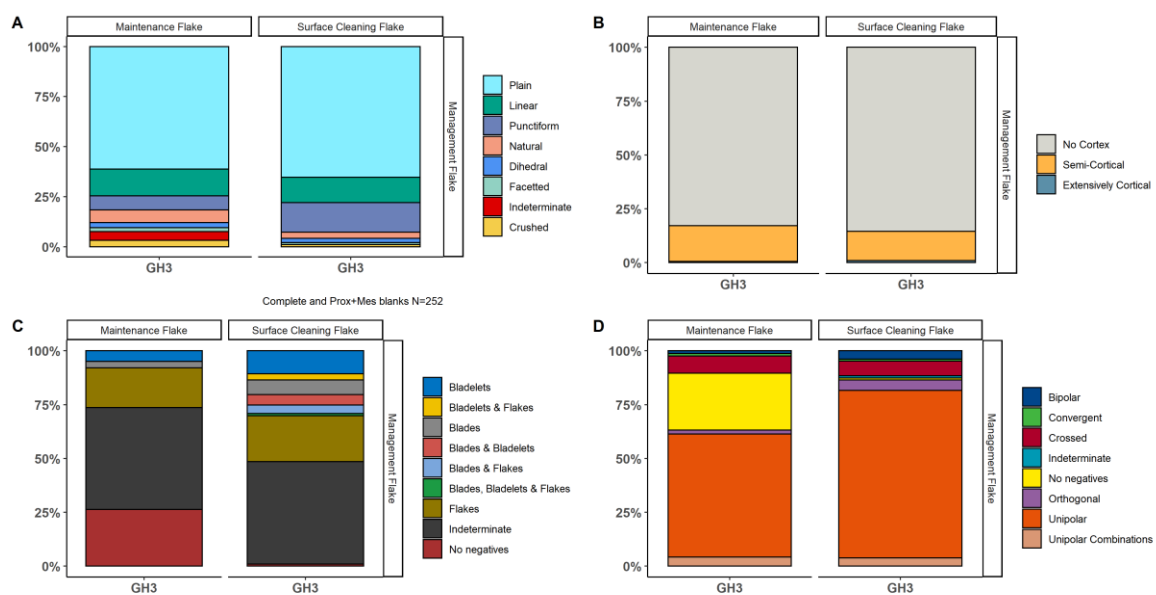 A
Maintenance Flake
Surface Cleaning Flake
100%
75%
50%
25%
0%
GH3
GH3
Management Flake
Plain
Linear
Punctiform
Natural
Dihedral
Facetted
Indeterminate
Crushed
Complete and Prox+Mes blanks N=252
B
Maintenance Flake
Surface Cleaning Flake
100%
75%
50%
25%
0%
GH3
GH3
Management Flake
No Cortex
Semi-Cortical
Extensively Cortical
C
Maintenance Flake
Surface Cleaning Flake
100%
75%
50%
25%
0%
GH3
GH3
Management Flake
Bladelets
Bladelets & Flakes
Blades
Blades & Bladelets
Blades & Flakes
Blades, Bladelets & Flakes
Flakes
Indeterminate
No negatives
D
Maintenance Flake
Surface Cleaning Flake
100%
75%
50%
25%
0%
GH3
GH3
Management Flake
Bipolar
Convergent
Crossed
Indeterminate
No negatives
Orthogonal
Unipolar
Unipolar Combinations